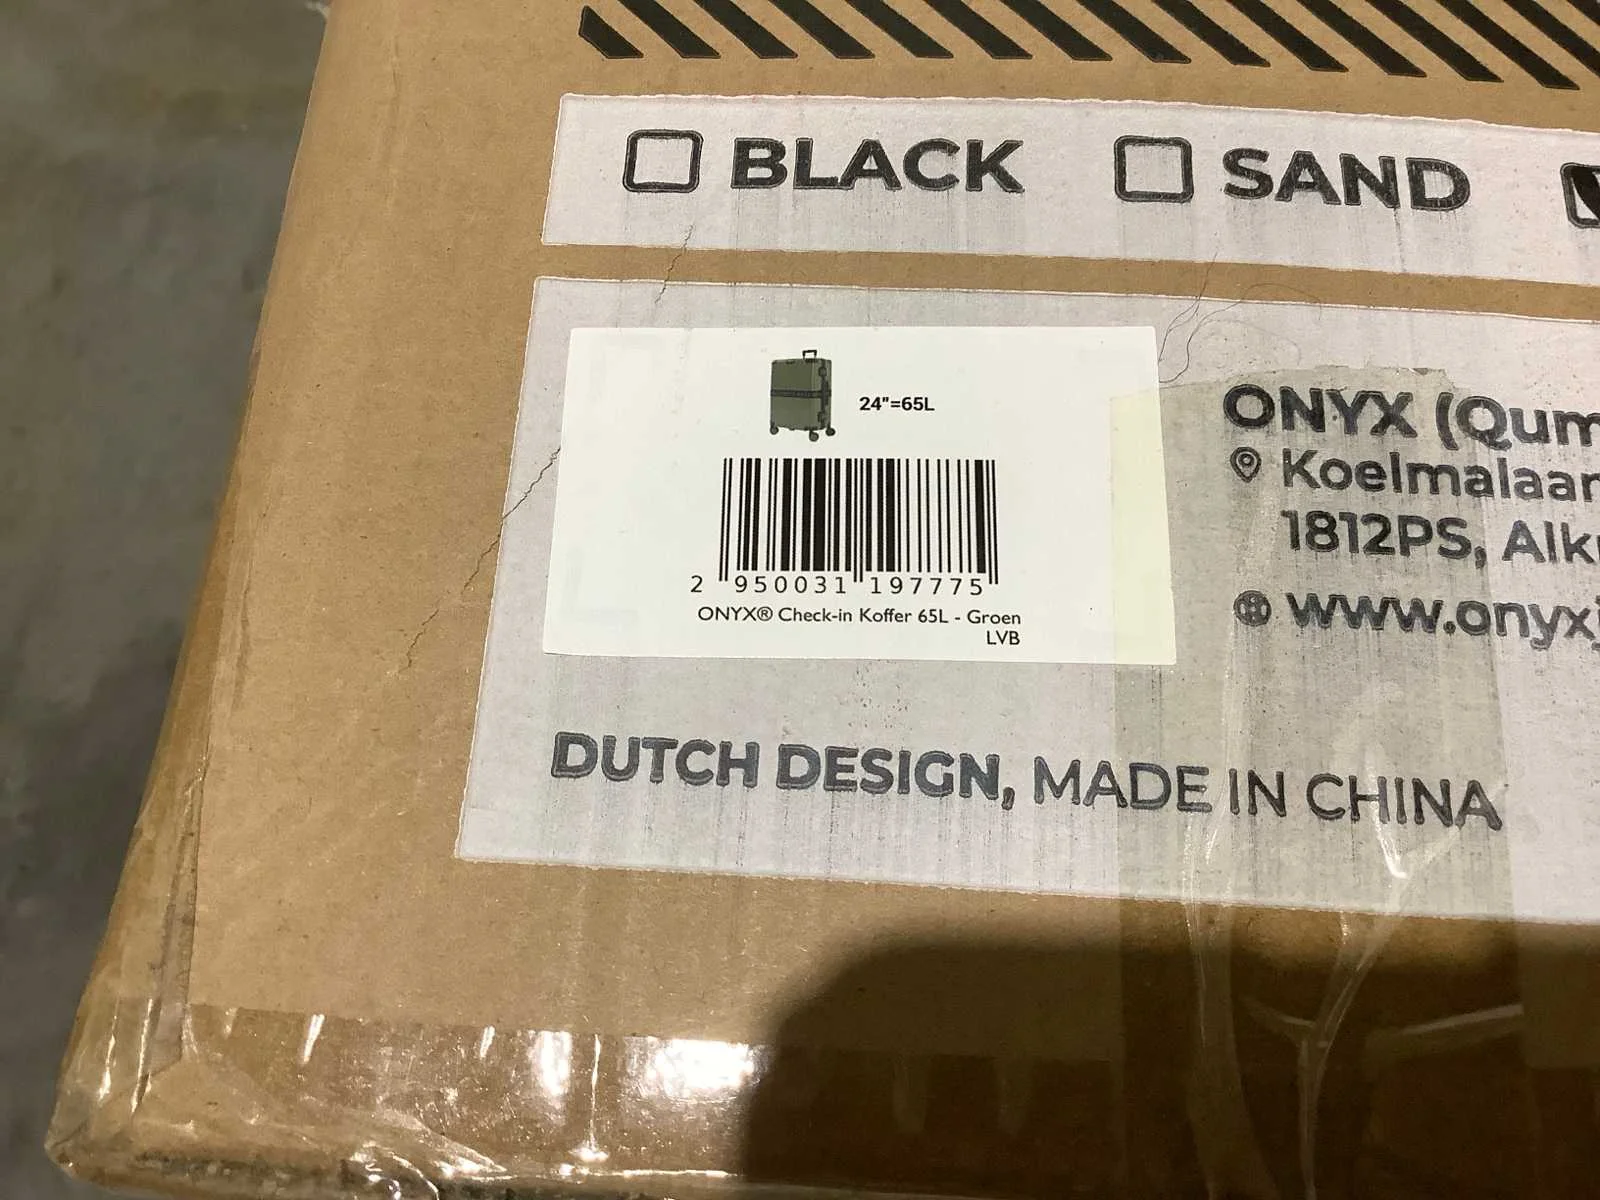 BLACK SAND
24"=65L
2 950031 197775
ONYX® Check-in Koffer 65L - Groen
LVB
ONYX (Qum
Koelmalaan
1812PS, Alk
www.onyx
DUTCH DESIGN, MADE IN CHINA